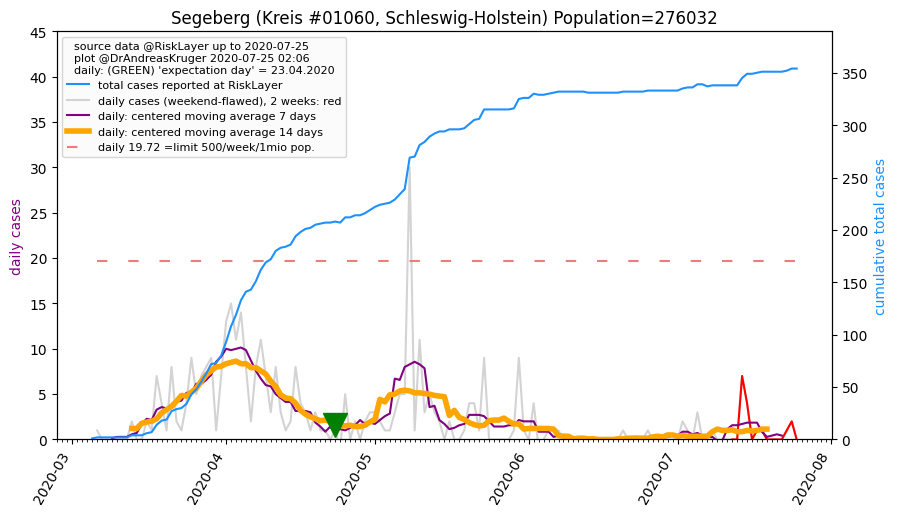 Segeberg (Kreis #01060, Schleswig-Holstein) Population=276032
source data @RiskLayer up to 2020-07-25
plot @DrAndreasKruger 2020-07-25 02:06
daily: (GREEN) 'expectation day' = 23.04.2020
total cases reported at RiskLayer
daily cases (weekend-flawed), 2 weeks: red
daily: centered moving average 7 days
daily: centered moving average 14 days
daily 19.72 =limit 500/week/1mio pop.
daily cases
45
40
35
30
25
20
15
10
5
0
cumulative total cases
350
300
250
200
150
100
50
0
2020-03
2020-04
2020-05
2020-06
2020-07
2020-08